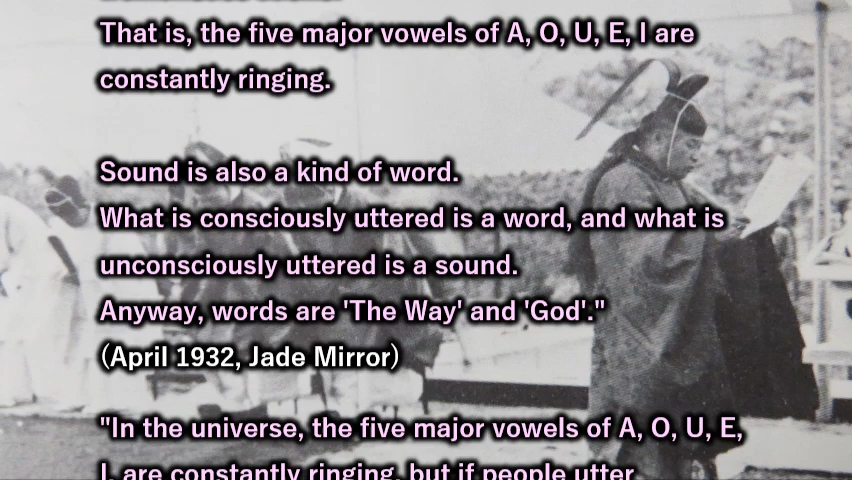 That is, the five major vowels of A, O, U, E, I are
constantly ringing.
Sound is also a kind of word.
What is consciously uttered is a word, and what is
unconsciously uttered is a sound.
Anyway, words are 'The Way' and 'God'."
(April 1932, Jade Mirror)
"In the universe, the five major vowels of A, O, U, E,
I, are constantly ringing, but if people utter